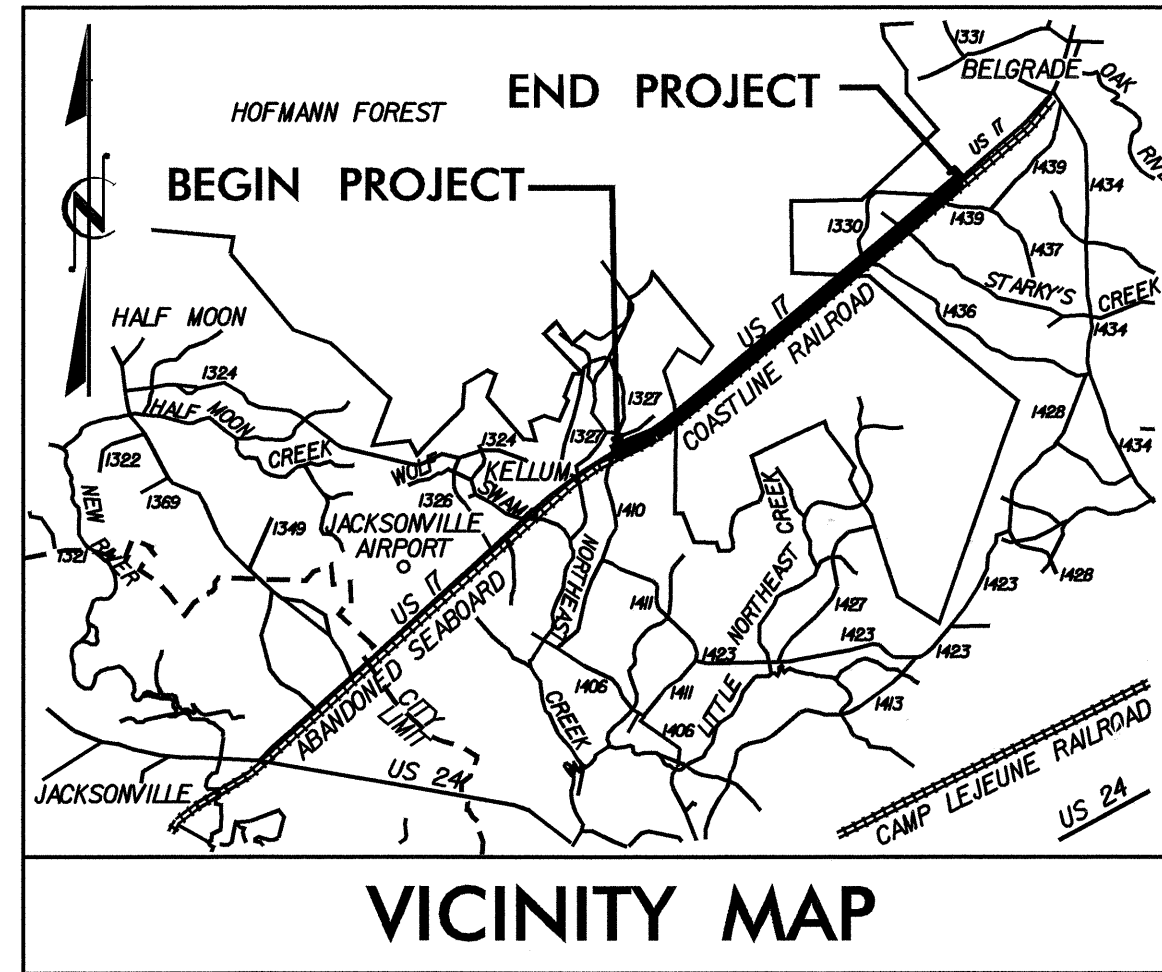 1331
BELGRADE
OAK
END PROJECT
HOFMANN FOREST
US 17
1439
BEGIN PROJECT
1434
1330
1439
1437
STARKY'S
CREEK
US 17
COASTLINE RAILROAD
1436
1434
HALF MOON
1324
HALF MOON
CREEK
1327
1327
1428
1434
1324
WOLF
KELLUM
SWAMP
1322
1326
1369
NEW RIVER
1410
JACKSONVILLE
AIRPORT
1349
1321
NORTHEAST
CREEK
LITTLE NORTHEAST CREEK
US 17
ABANDONED SEABOARD
1423
1428
1411
1427
1423
1423
1423
1406
1411
1406
1413
CITY
LIMIT
US 24
JACKSONVILLE
CAMP LEJEUNE RAILROAD
US 24
VICINITY MAP